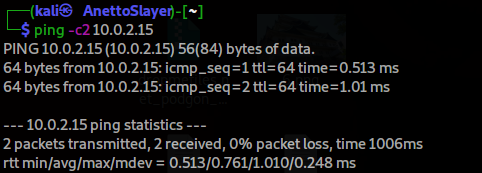 (kali㉿ AnettoSlayer)-[~]
$ ping -c2 10.0.2.15
PING 10.0.2.15 (10.0.2.15) 56(84) bytes of data.
64 bytes from 10.0.2.15: icmp_seq=1 ttl=64 time=0.513 ms
64 bytes from 10.0.2.15: icmp_seq=2 ttl=64 time=1.01 ms
--- 10.0.2.15 ping statistics ---
2 packets transmitted, 2 received, 0% packet loss, time 1006ms
rtt min/avg/max/mdev = 0.513/0.761/1.010/0.248 ms